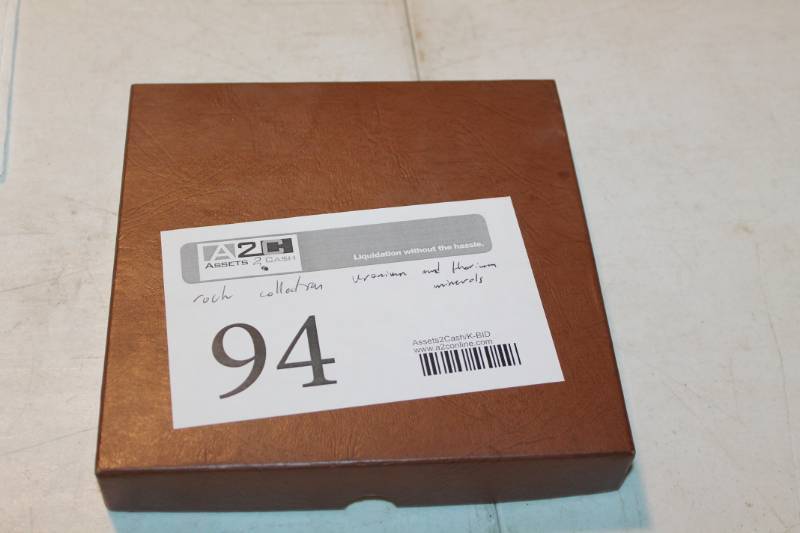 A2C
ASSETS 2 CASH
Liquidation without the hassle.
rock collection uranium and thorium
minerals
94
Assets2Cash/K-BID
www.a2conline.com